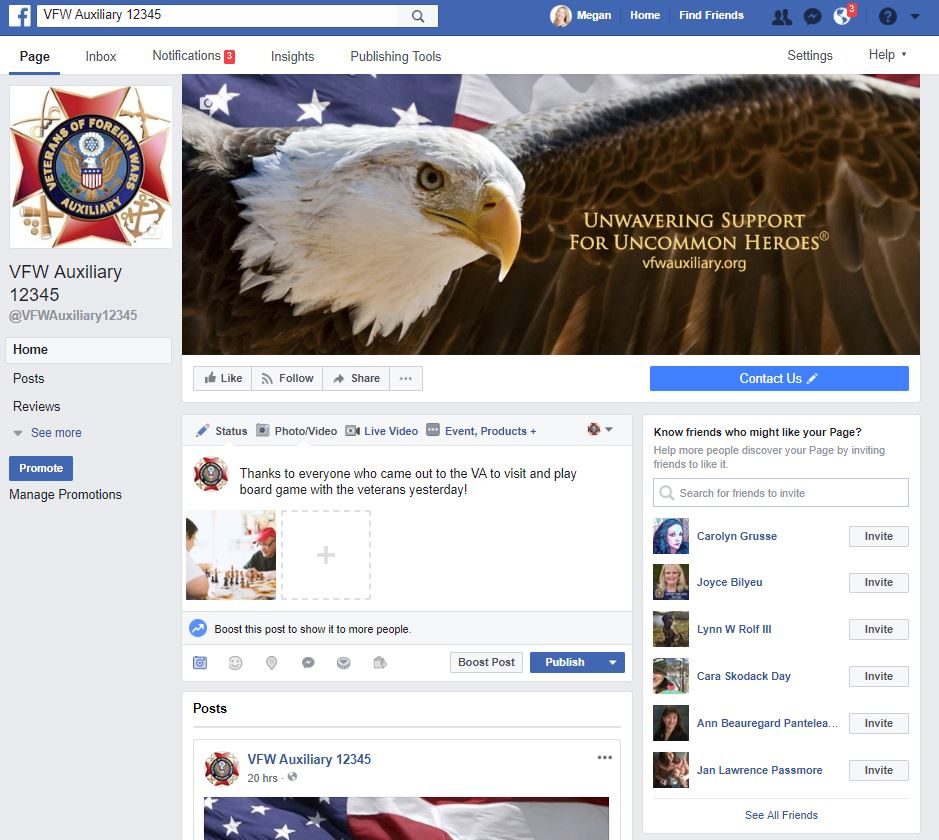 VFW Auxiliary 12345
Megan Home Find Friends 3
Page Inbox Notifications 3 Insights Publishing Tools Settings Help
VETERANS OF FOREIGN WARS
AUXILIARY
UNWAVERING SUPPORT
FOR UNCOMMON HEROES®
vfwauxiliary.org
VFW Auxiliary
12345
@VFWAuxiliary12345
Home
Posts
Reviews
See more
Promote
Manage Promotions
Like Follow Share ... Contact Us
Status Photo/Video Live Video Event, Products +
Thanks to everyone who came out to the VA to visit and play
board game with the veterans yesterday!
+
Boost this post to show it to more people.
Boost Post Publish
Posts
VFW Auxiliary 12345
20 hrs ·
Know friends who might like your Page?
Help more people discover your Page by inviting
friends to like it.
Search for friends to invite
Carolyn Grusse Invite
Joyce Bilyeu Invite
Lynn W Rolf III Invite
Cara Skodack Day Invite
Ann Beauregard Pantelea... Invite
Jan Lawrence Passmore Invite
See All Friends